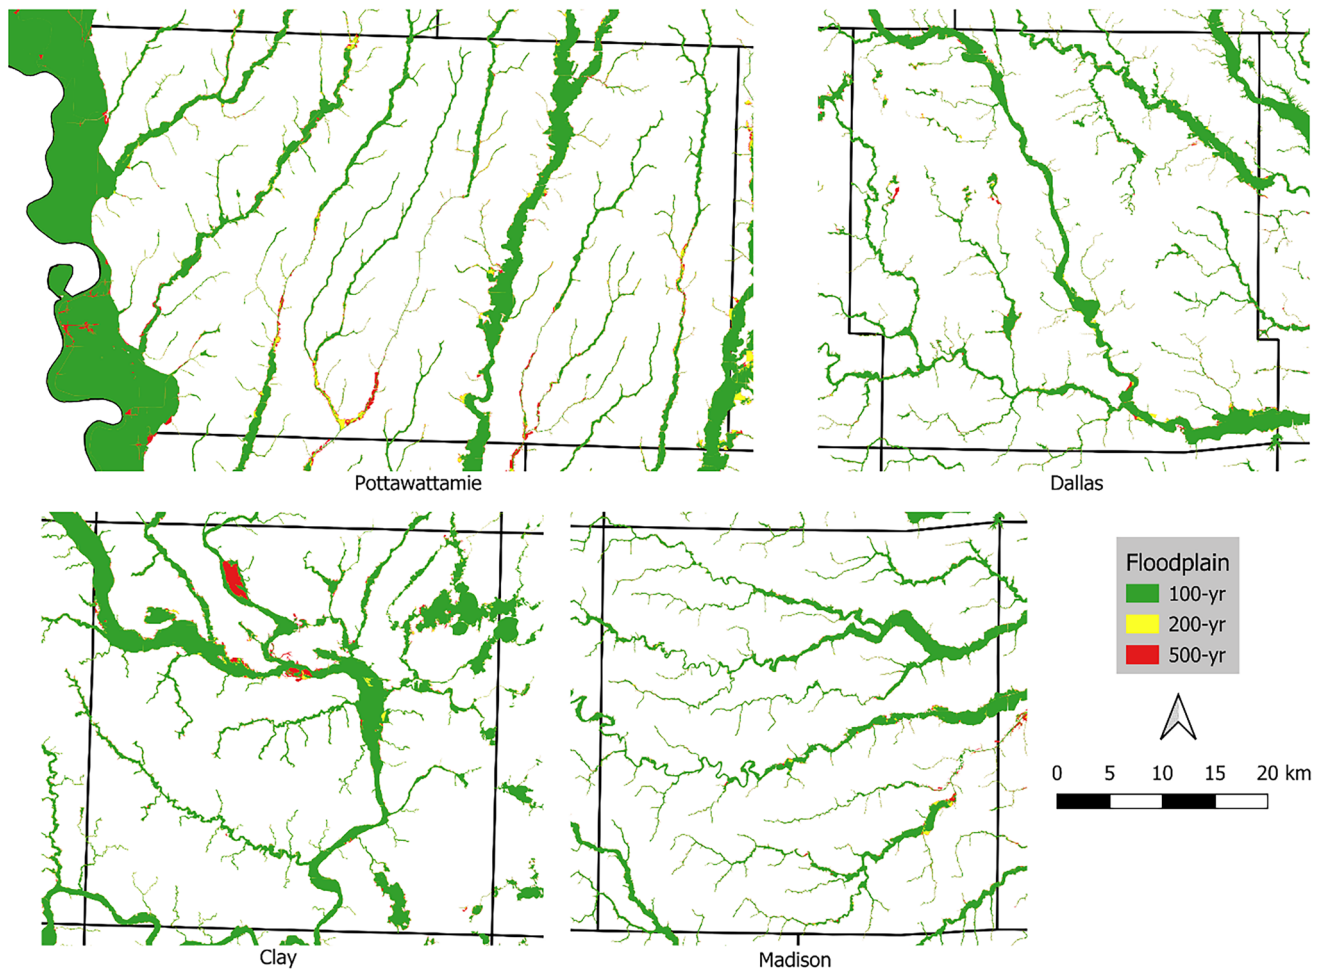 Pottawattamie
Dallas
Floodplain
100-yr
200-yr
500-yr
0 5 10 15 20 km
Clay
Madison